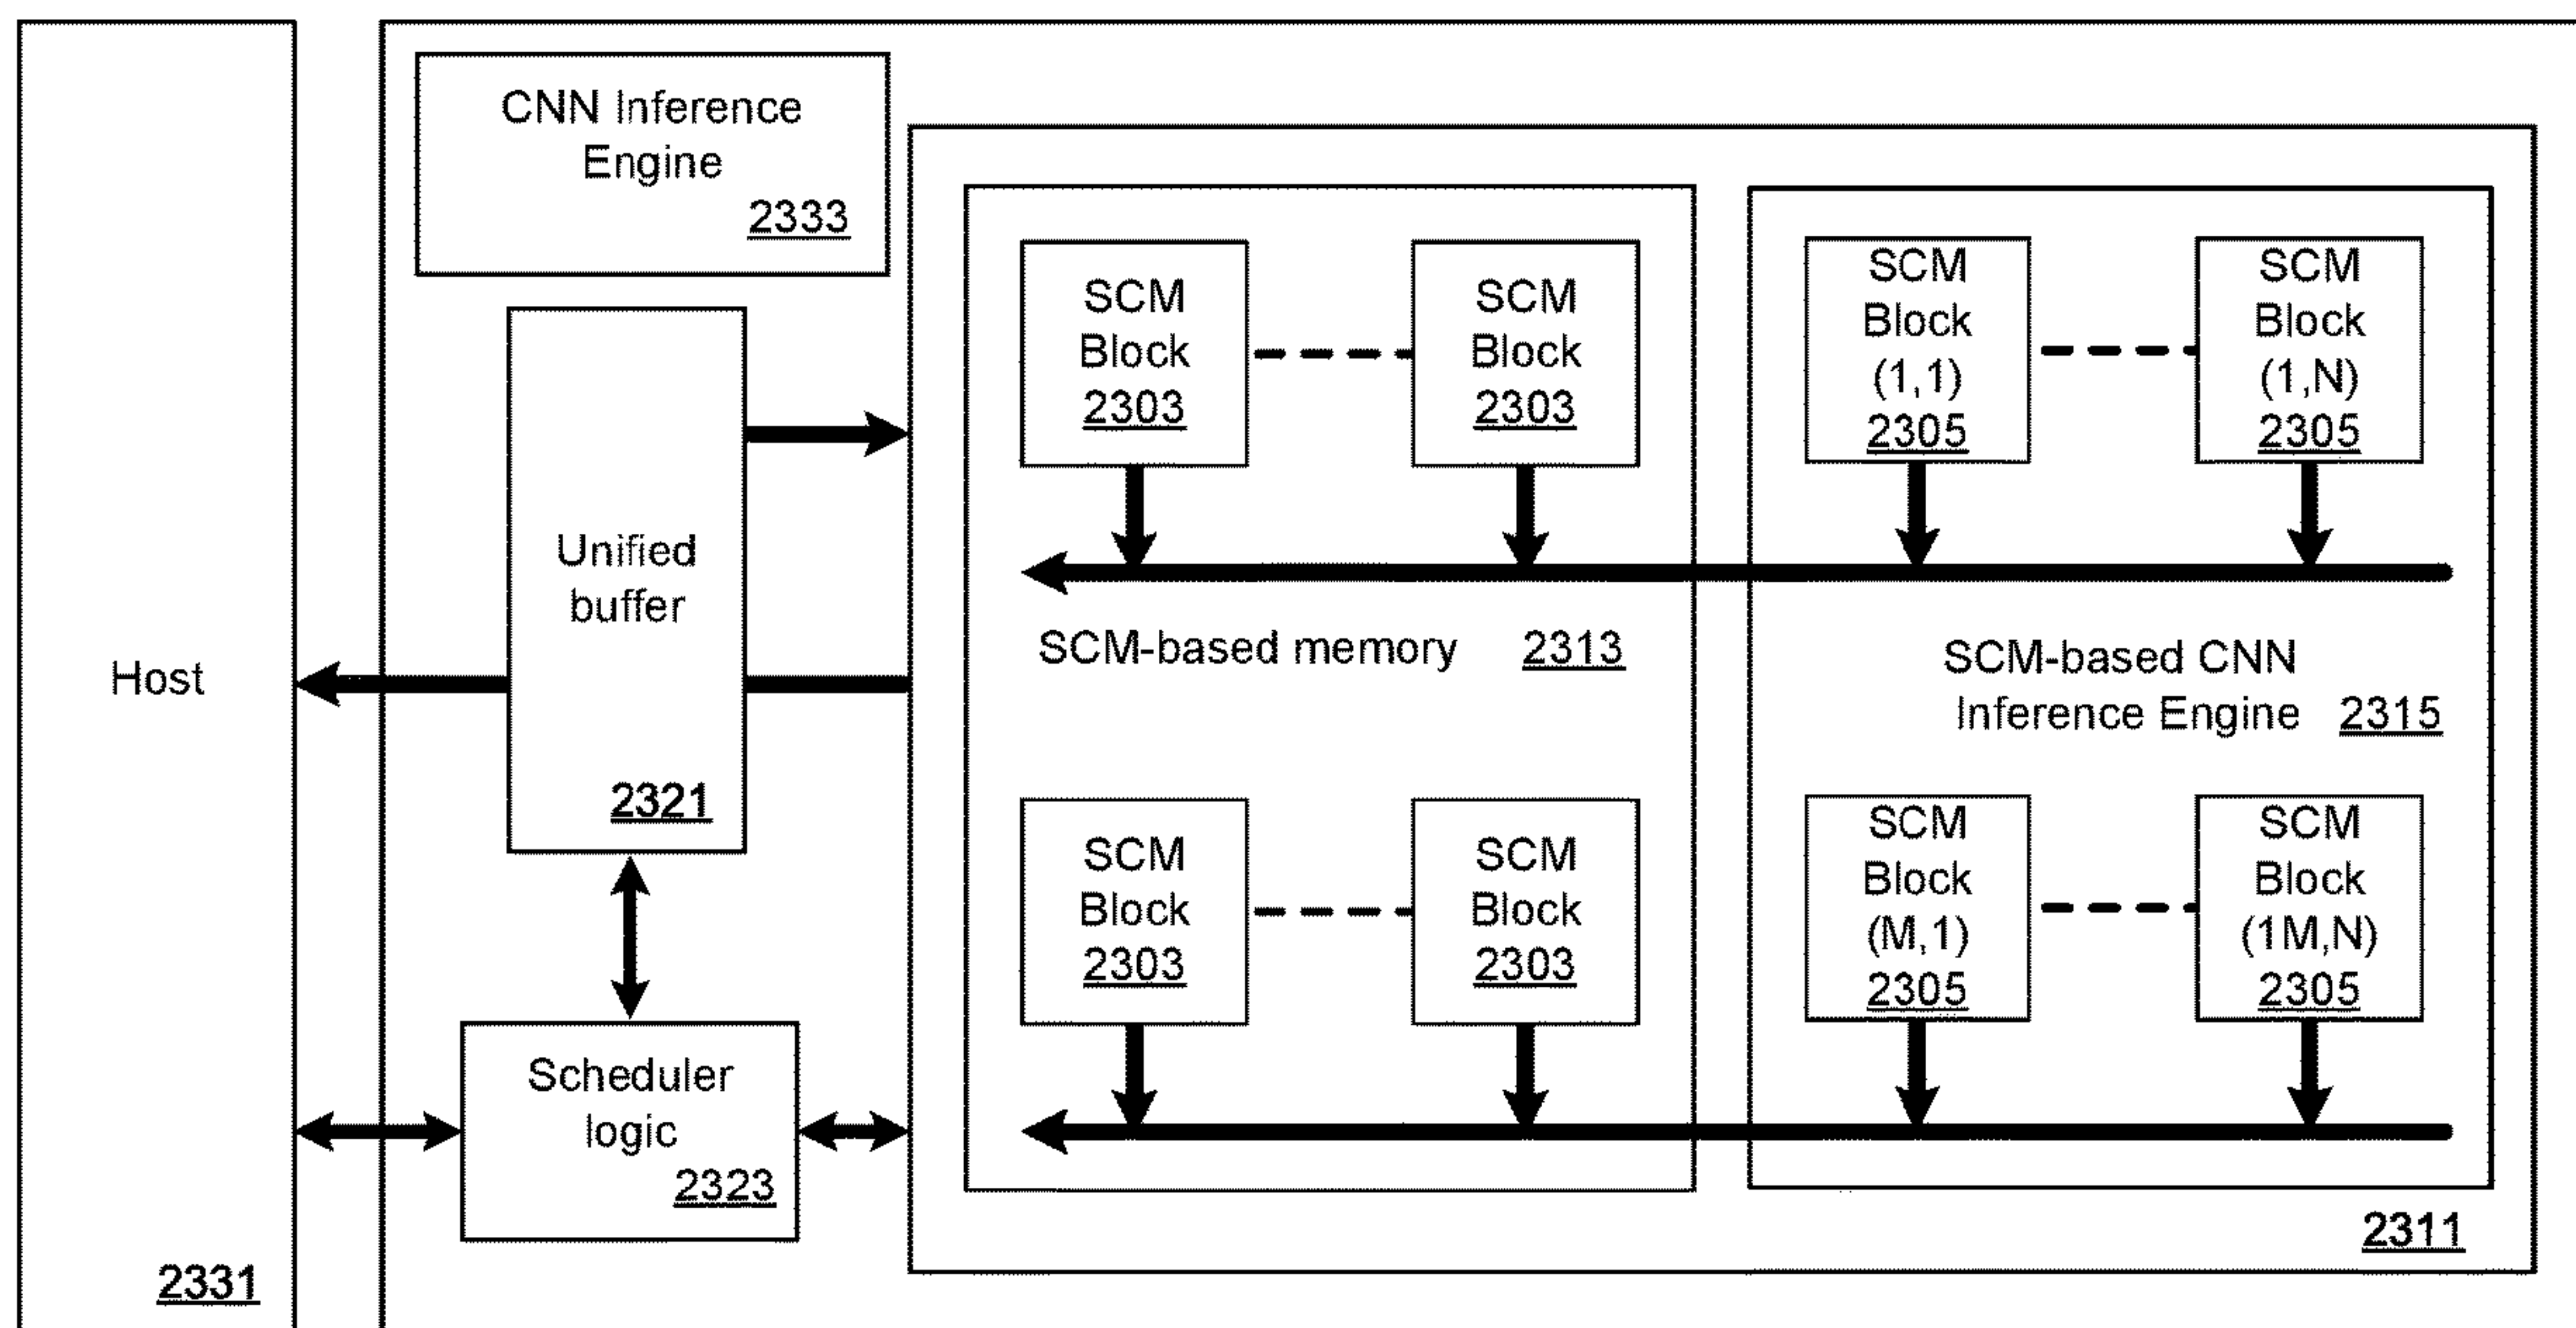 CNN Inference
Engine
2333
SCM
Block
2303
SCM
Block
2303
SCM
Block
(1,1)
2305
SCM
Block
(1,N)
2305
Unified
buffer
2321
Host
2331
SCM-based memory 2313
SCM-based CNN
Inference Engine 2315
SCM
Block
2303
SCM
Block
2303
SCM
Block
(M,1)
2305
SCM
Block
(1M,N)
2305
Scheduler
logic
2323
2311